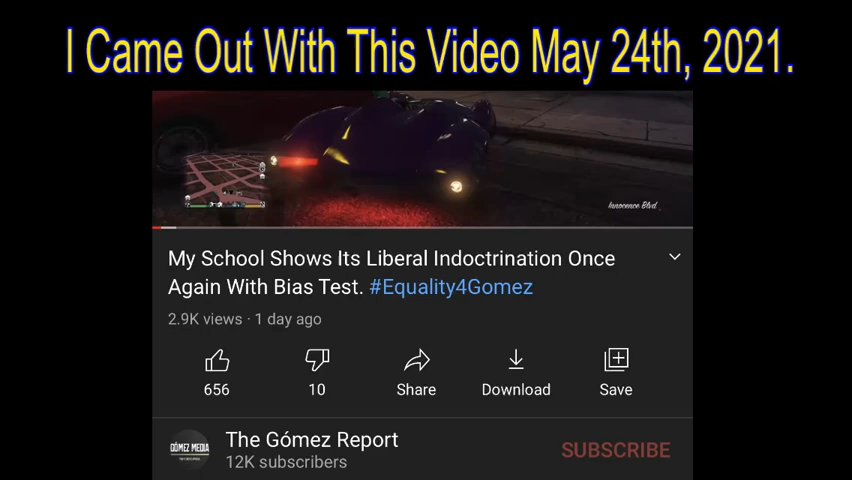 I Came Out With This Video May 24th, 2021.
Innocence Blvd
My School Shows Its Liberal Indoctrination Once
Again With Bias Test. #Equality4Gomez
2.9K views · 1 day ago
656
10
Share
Download
Save
GÓMEZ MEDIA
The Gómez Report
12K subscribers
SUBSCRIBE